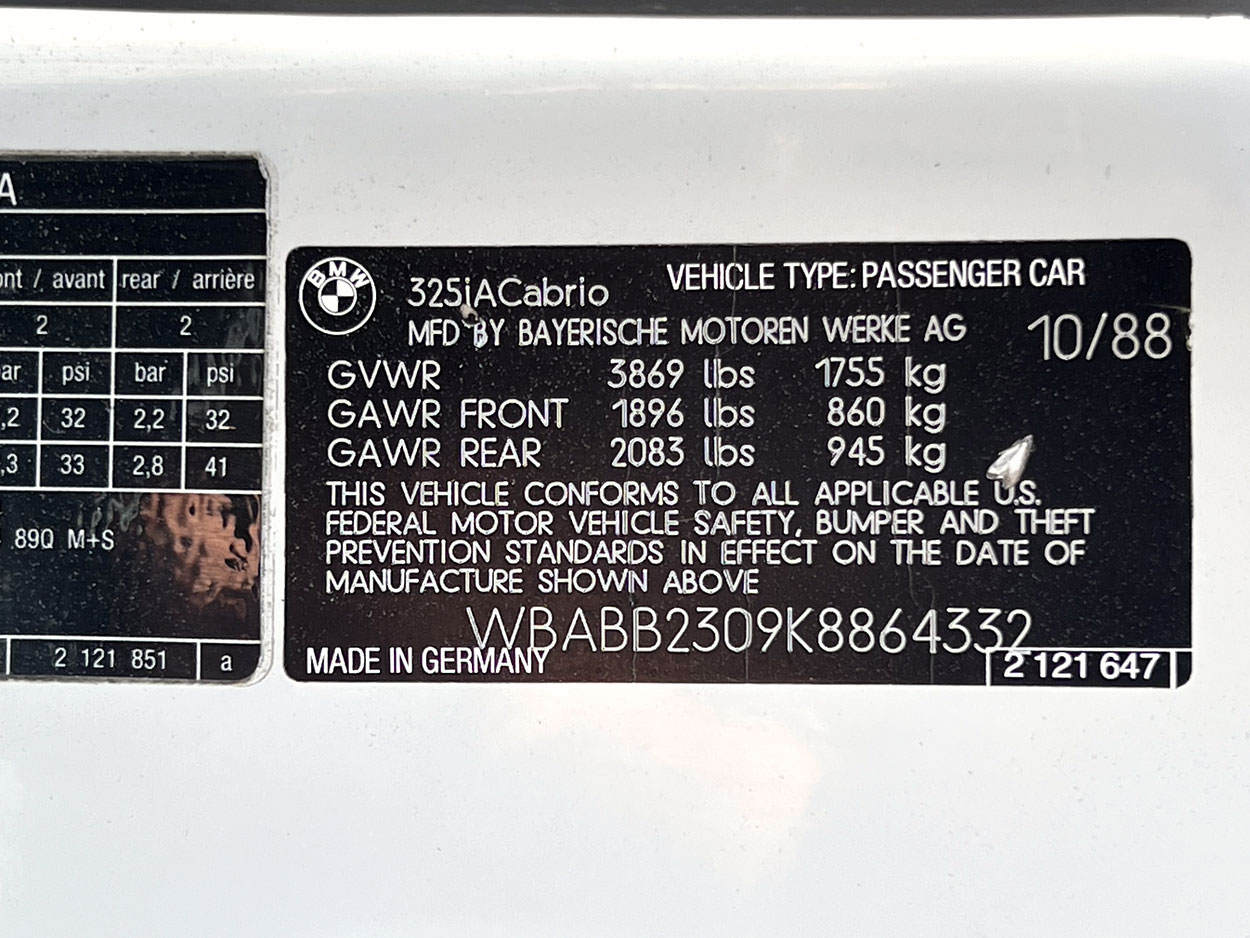 A
ont / avant rear / arrière
2 2
ar psi bar psi
,2 32 2,2 32
,3 33 2,8 41
89Q M+S
2 121 851 a
BMW
325iACabrio VEHICLE TYPE: PASSENGER CAR
MFD BY BAYERISCHE MOTOREN WERKE AG 10/88
GVWR 3869 lbs 1755 kg
GAWR FRONT 1896 lbs 860 kg
GAWR REAR 2083 lbs 945 kg
THIS VEHICLE CONFORMS TO ALL APPLICABLE U.S.
FEDERAL MOTOR VEHICLE SAFETY, BUMPER AND THEFT
PREVENTION STANDARDS IN EFFECT ON THE DATE OF
MANUFACTURE SHOWN ABOVE
WBABB2309K8864332
MADE IN GERMANY 2 121 647